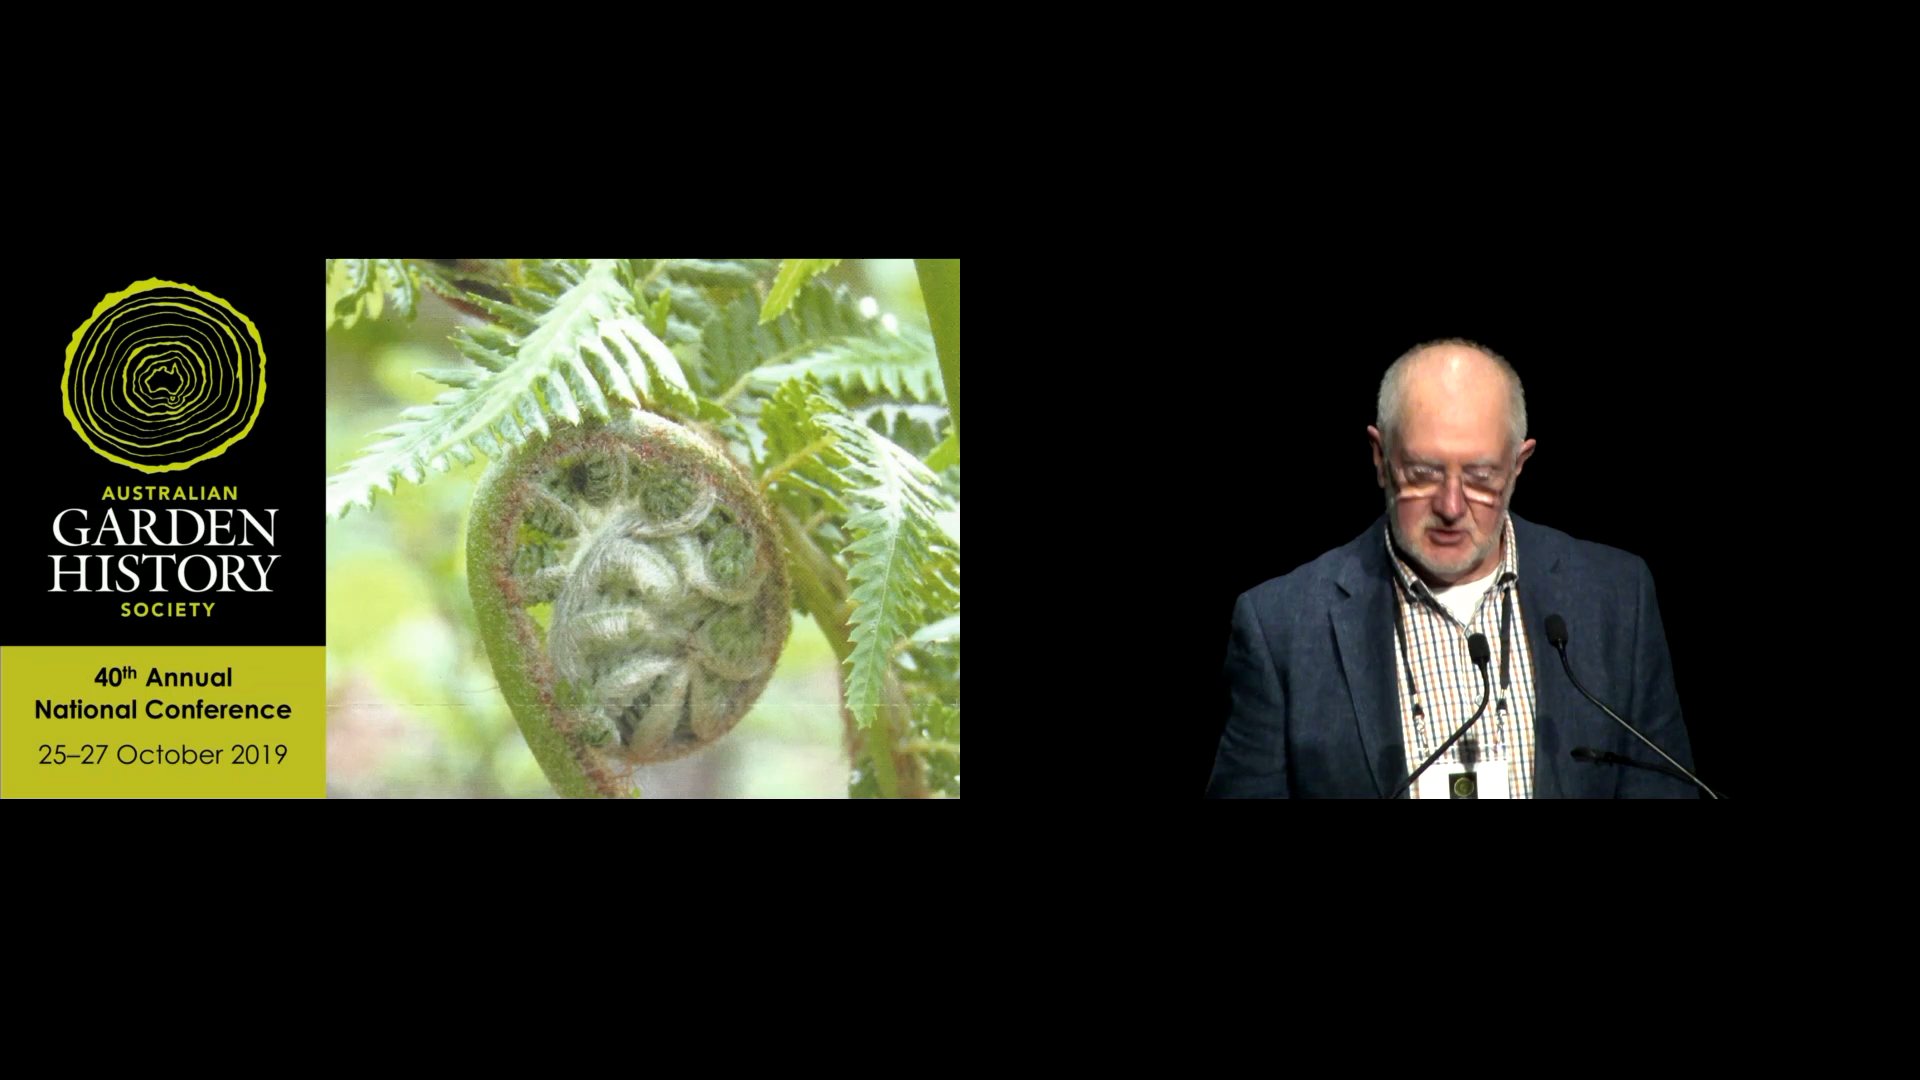 AUSTRALIAN
GARDEN
HISTORY
SOCIETY
40th Annual
National Conference
25–27 October 2019